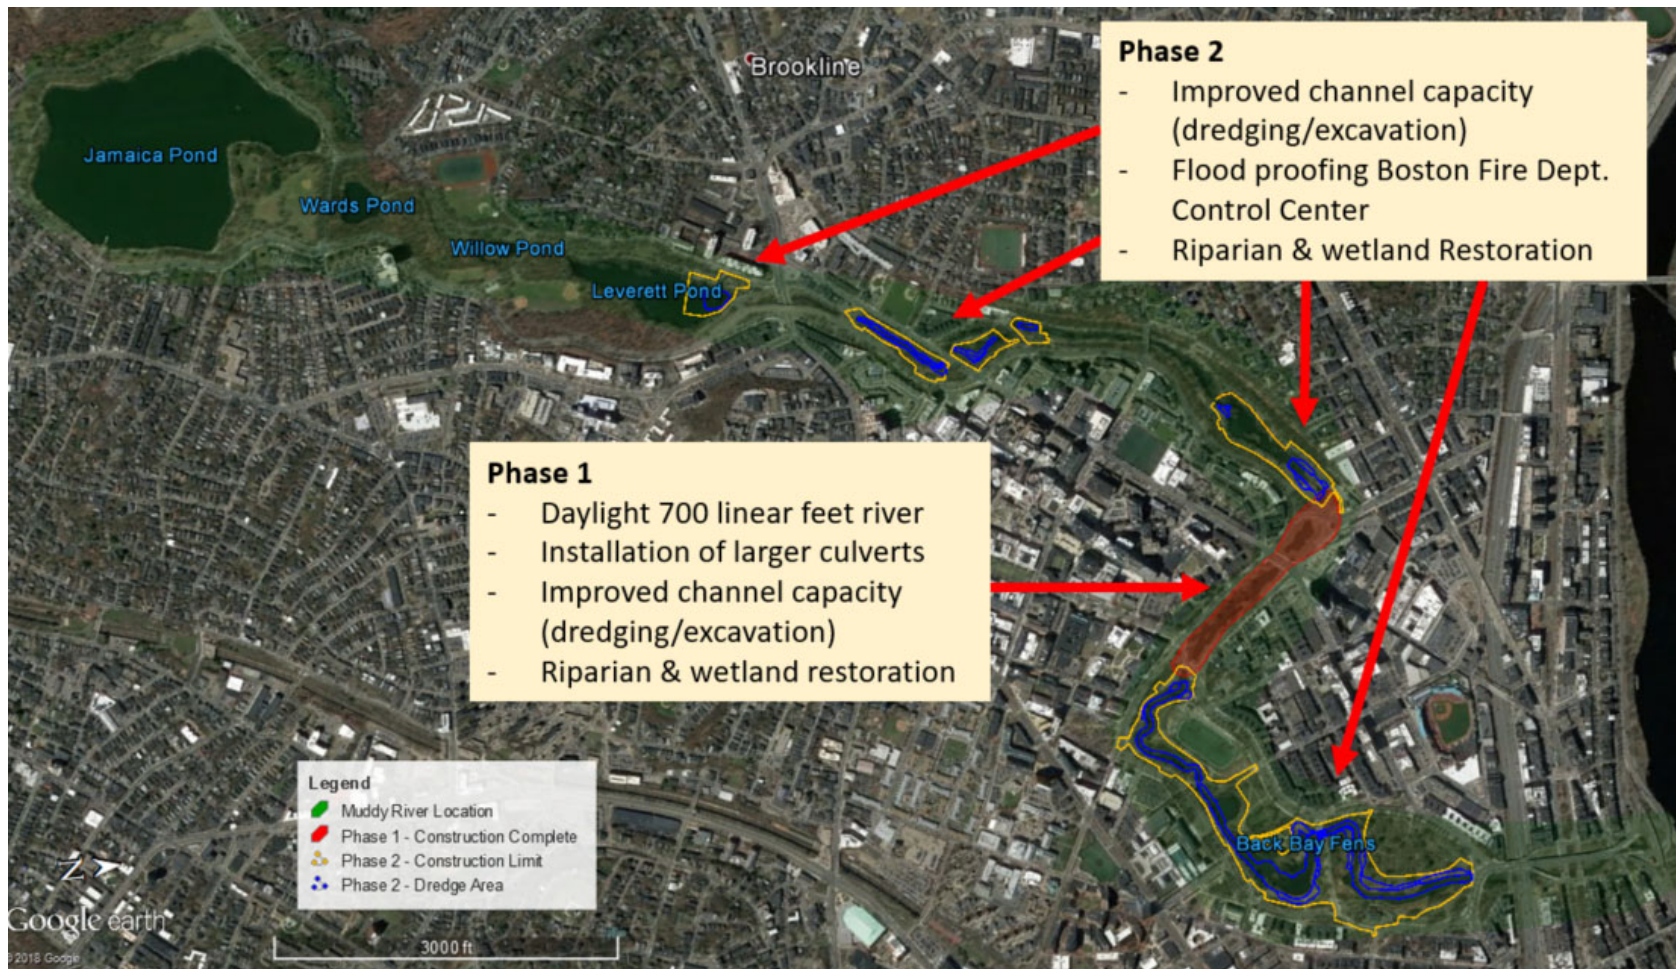 Brookline
Jamaica Pond
Wards Pond
Willow Pond
Leverett Pond
Phase 2
- Improved channel capacity
(dredging/excavation)
- Flood proofing Boston Fire Dept.
Control Center
- Riparian & wetland Restoration
Phase 1
- Daylight 700 linear feet river
- Installation of larger culverts
- Improved channel capacity
(dredging/excavation)
- Riparian & wetland restoration
Back Bay Fens
Legend
Muddy River Location
Phase 1 - Construction Complete
Phase 2 - Construction Limit
Phase 2 - Dredge Area
N
Google earth
© 2018 Google
3000 ft